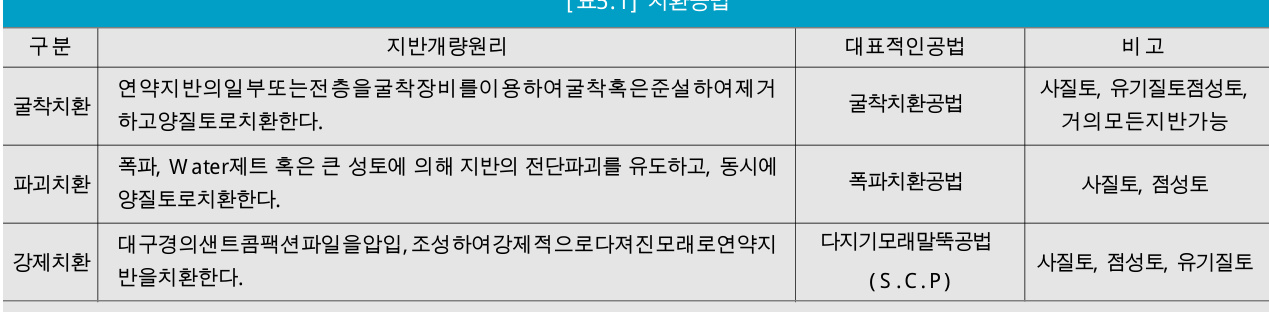 [표5.1] 치환공법
구분 지반개량원리 대표적인공법 비고
굴착치환
연약지반의일부또는전층을굴착장비를이용하여굴착혹은준설하여제거
하고양질토로치환한다.
굴착치환공법
사질토, 유기질토점성토,
거의모든지반가능
파괴치환
폭파, Water제트 혹은 큰 성토에 의해 지반의 전단파괴를 유도하고, 동시에
양질토로치환한다.
폭파치환공법
사질토, 점성토
강제치환
대구경의샌트콤팩션파일을압입,조성하여강제적으로다져진모래로연약지
반을치환한다.
다지기모래말뚝공법
(S.C.P)
사질토, 점성토, 유기질토